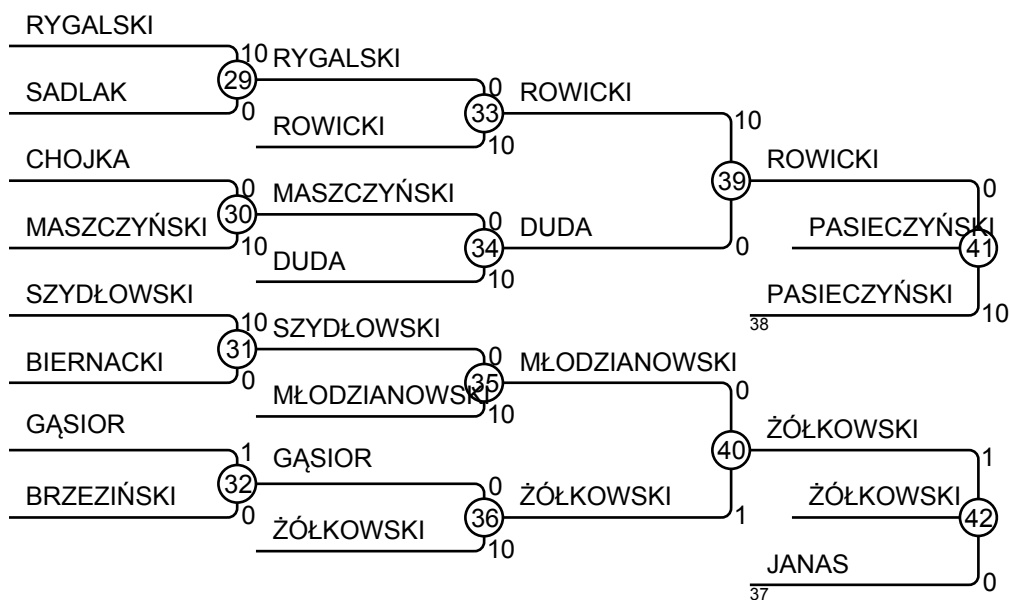 RYGALSKI
10
29
SADLAK
0
RYGALSKI
0
33
ROWICKI
10
ROWICKI
10
CHOJKA
0
30
MASZCZYŃSKI
10
MASZCZYŃSKI
0
34
DUDA
10
DUDA
0
39
ROWICKI
0
PASIECZYŃSKI
41
PASIECZYŃSKI
10
38
SZYDŁOWSKI
10
31
BIERNACKI
0
SZYDŁOWSKI
0
35
MŁODZIANOWSKI
10
MŁODZIANOWSKI
0
GĄSIOR
1
32
BRZEZIŃSKI
0
GĄSIOR
0
36
ŻÓŁKOWSKI
10
ŻÓŁKOWSKI
1
40
ŻÓŁKOWSKI
1
ŻÓŁKOWSKI
42
JANAS
0
37